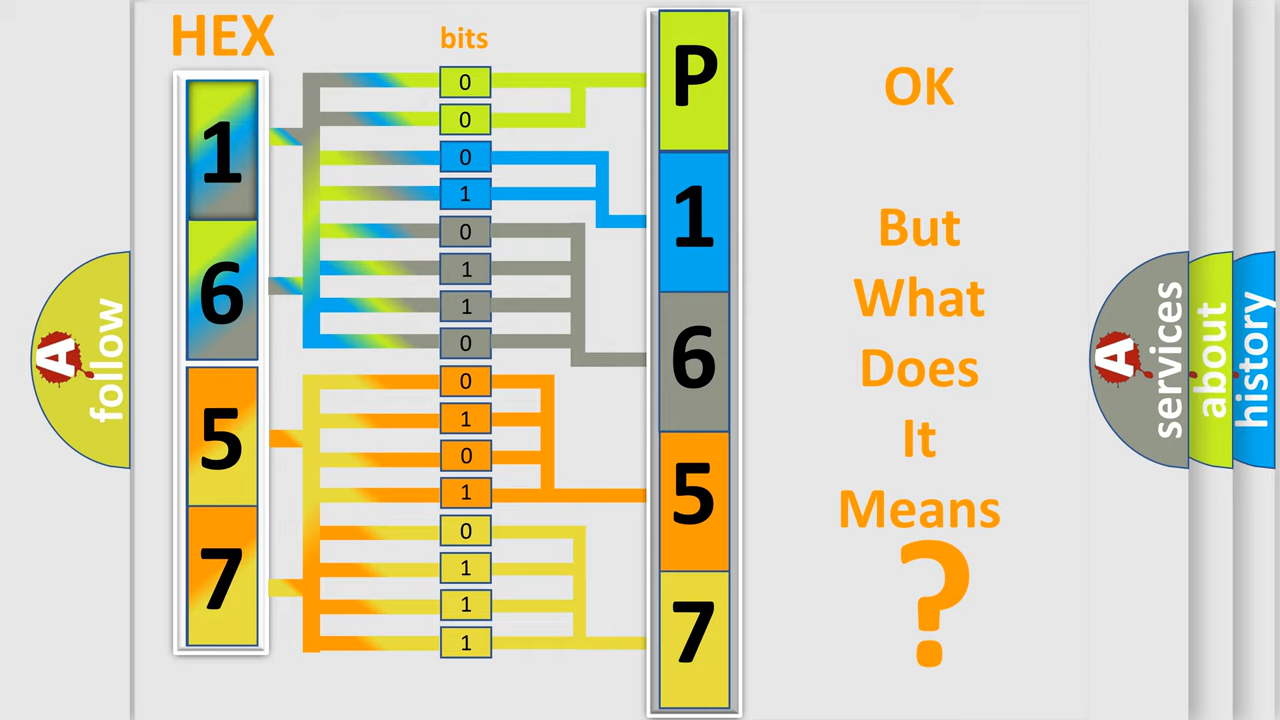 HEX
bits
1
6
5
7
0
0
0
1
0
1
1
0
0
1
0
1
0
1
1
1
P
1
6
5
7
OK
But
What
Does
It
Means
?
A
follow
A
services
about
history